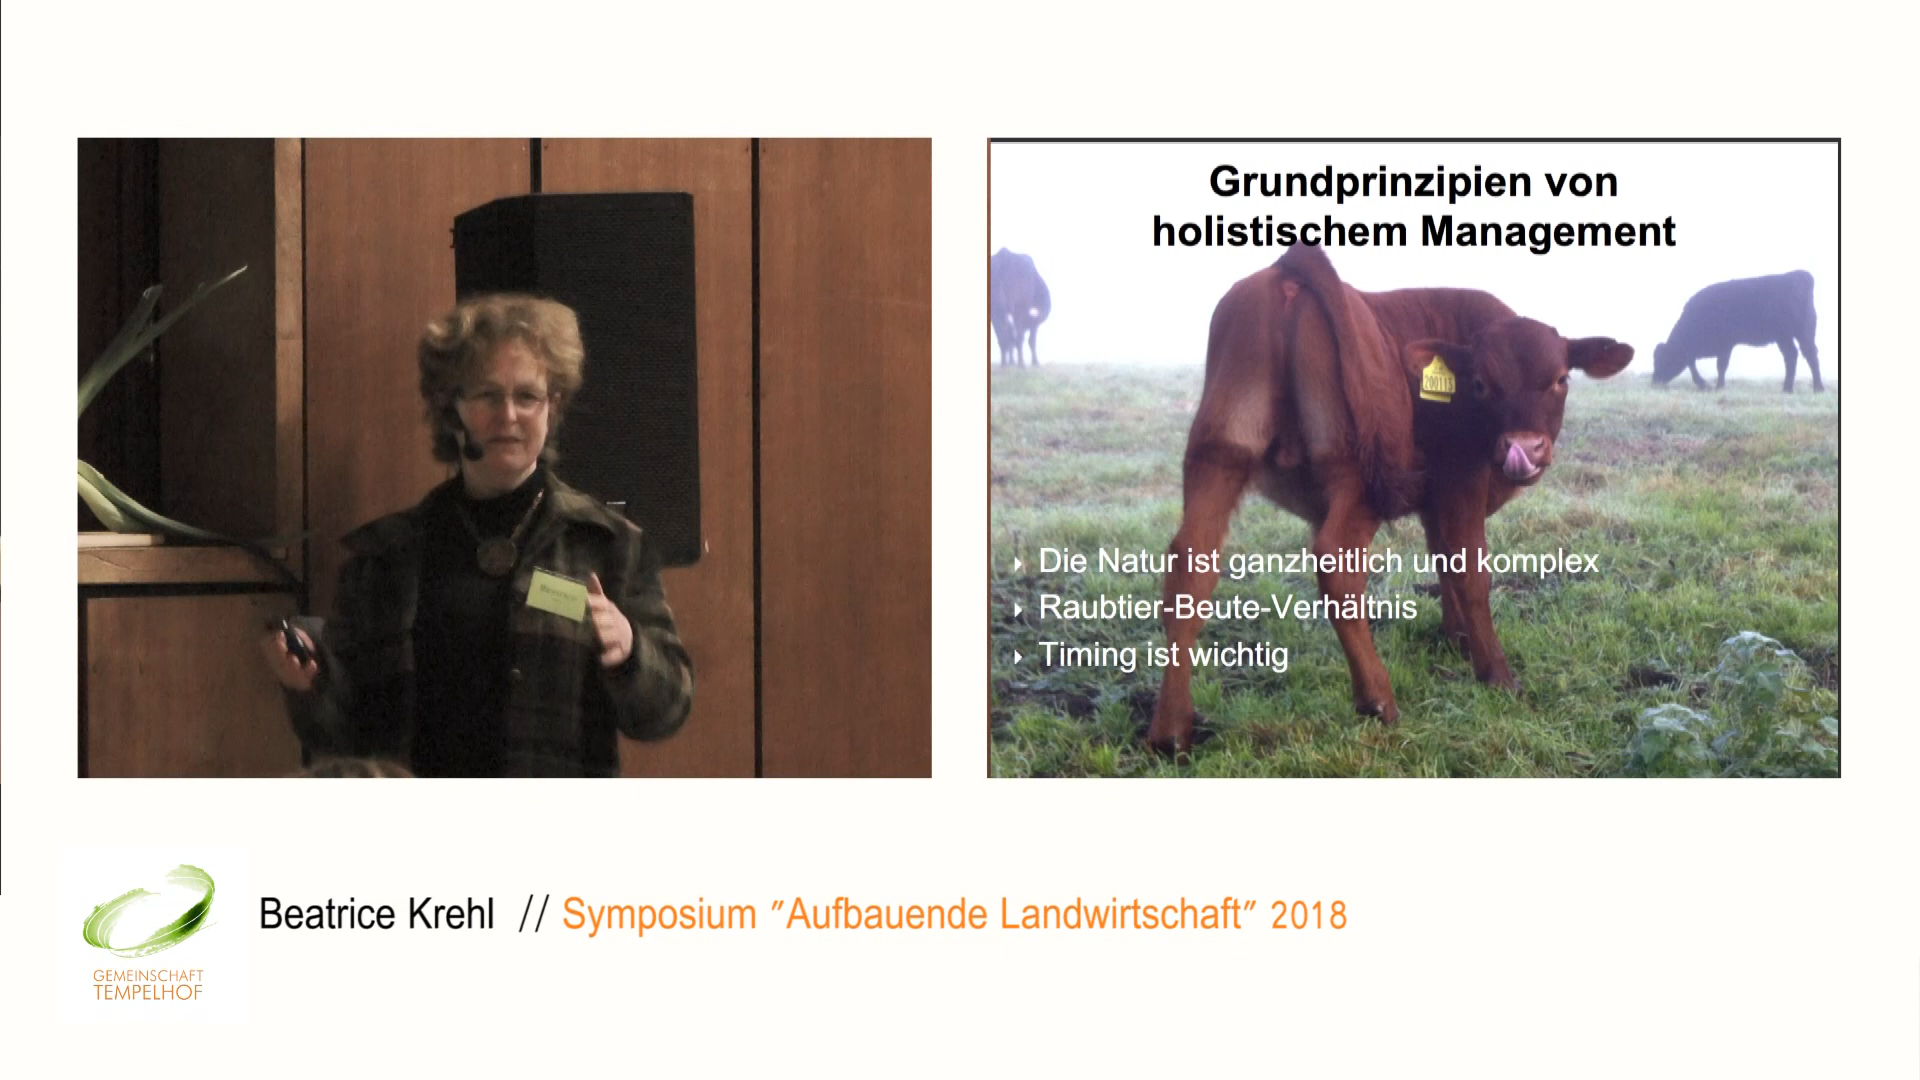 Grundprinzipien von
holistischem Management
200113
▸ Die Natur ist ganzheitlich und komplex
▸ Raubtier-Beute-Verhältnis
▸ Timing ist wichtig
Beatrice Krehl // Symposium "Aufbauende Landwirtschaft" 2018
GEMEINSCHAFT
TEMPELHOF